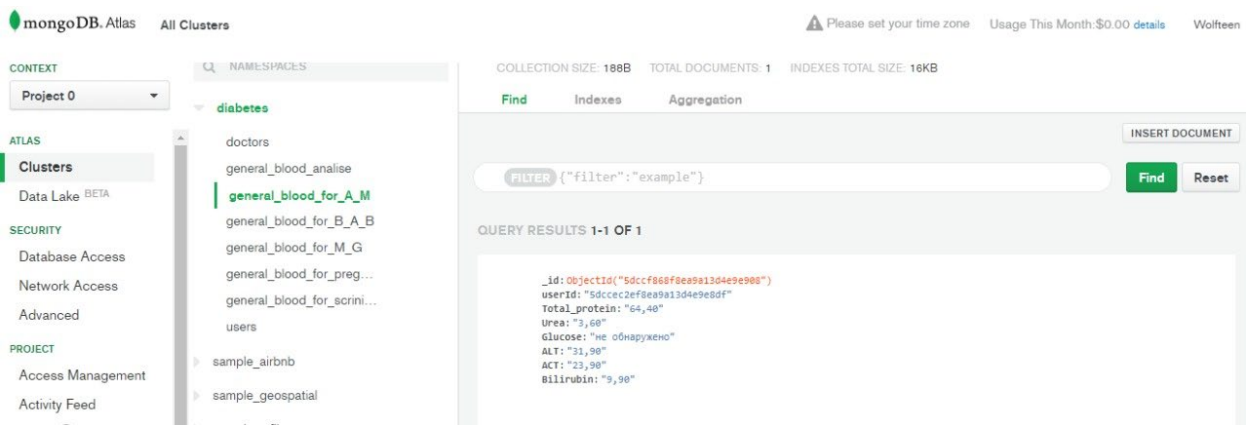 mongoDB. Atlas All Clusters Please set your time zone Usage This Month:$0.00 details Wolfteen
CONTEXT
Project 0
ATLAS
Clusters
Data Lake BETA
SECURITY
Database Access
Network Access
Advanced
PROJECT
Access Management
Activity Feed
NAMESPACES
diabetes
doctors
general_blood_analise
general_blood_for_A_M
general_blood_for_B_A_B
general_blood_for_M_G
general_blood_for_preg...
general_blood_for_scrini...
users
sample_airbnb
sample_geospatial
COLLECTION SIZE: 188B TOTAL DOCUMENTS: 1 INDEXES TOTAL SIZE: 16KB
Find Indexes Aggregation
INSERT DOCUMENT
FILTER {"filter":"example"} Find Reset
QUERY RESULTS 1-1 OF 1
_id:ObjectId("5dccf868f8ea9a13d4e9e908")
userId:"5dccec2ef8ea9a13d4e9e8df"
Total_protein:"64,40"
Urea:"3,60"
Glucose:"не обнаружено"
ALT:"31,90"
ACT:"23,90"
Bilirubin:"9,90"